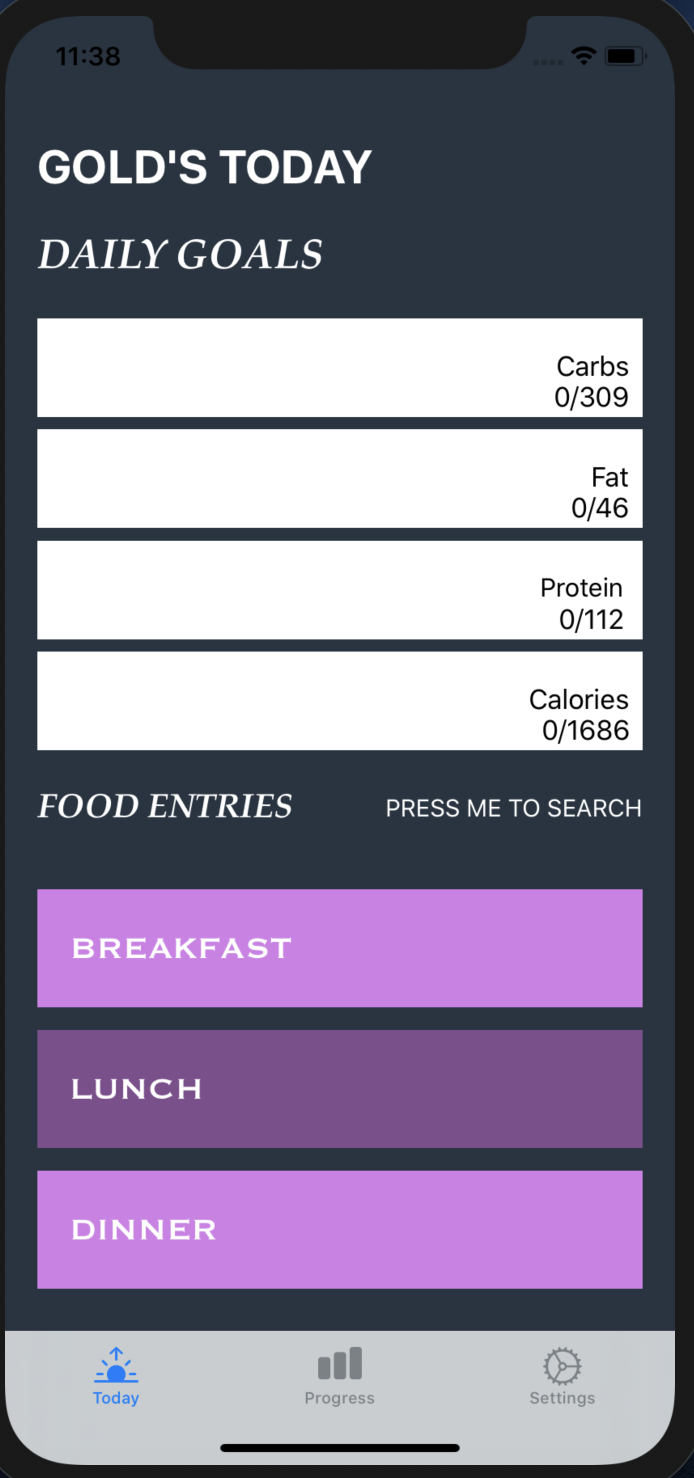 11:38
GOLD'S TODAY
DAILY GOALS
Carbs
0/309
Fat
0/46
Protein
0/112
Calories
0/1686
FOOD ENTRIES PRESS ME TO SEARCH
BREAKFAST
LUNCH
DINNER
Today Progress Settings